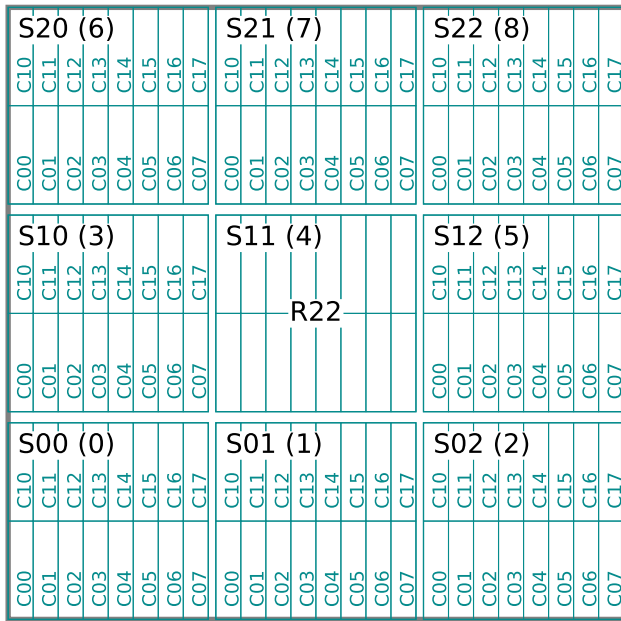 S20 (6) S21 (7) S22 (8)
C10 C11 C12 C13 C14 C15 C16 C17 C10 C11 C12 C13 C14 C15 C16 C17 C10 C11 C12 C13 C14 C15 C16 C17
C00 C01 C02 C03 C04 C05 C06 C07 C00 C01 C02 C03 C04 C05 C06 C07 C00 C01 C02 C03 C04 C05 C06 C07
S10 (3) S11 (4) S12 (5)
C10 C11 C12 C13 C14 C15 C16 C17 C10 C11 C12 C13 C14 C15 C16 C17
R22
C00 C01 C02 C03 C04 C05 C06 C07 C00 C01 C02 C03 C04 C05 C06 C07
S00 (0) S01 (1) S02 (2)
C10 C11 C12 C13 C14 C15 C16 C17 C10 C11 C12 C13 C14 C15 C16 C17 C10 C11 C12 C13 C14 C15 C16 C17
C00 C01 C02 C03 C04 C05 C06 C07 C00 C01 C02 C03 C04 C05 C06 C07 C00 C01 C02 C03 C04 C05 C06 C07